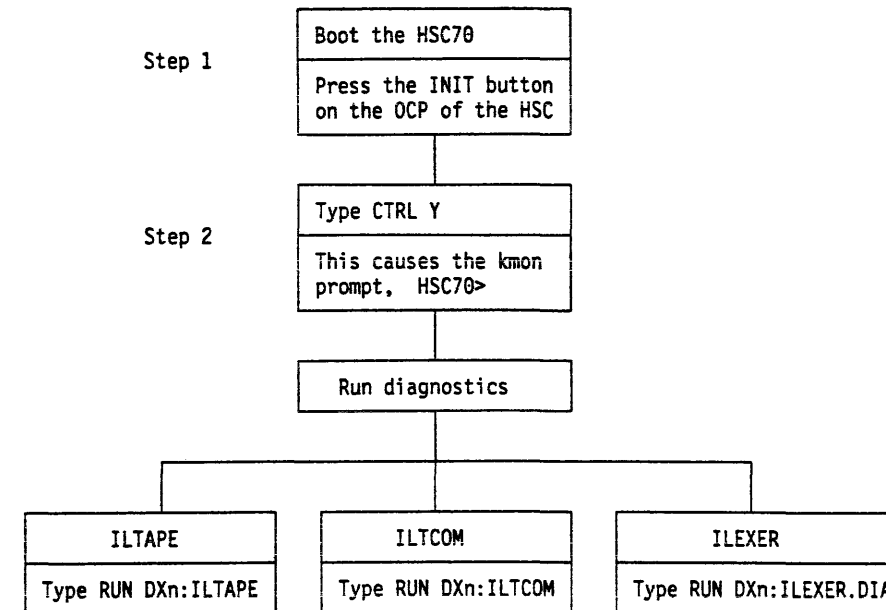 Boot the HSC70
Step 1
Press the INIT button
on the OCP of the HSC
Type CTRL Y
Step 2
This causes the kmon
prompt, HSC70>
Run diagnostics
ILTAPE
Type RUN DXn:ILTAPE
ILTCOM
Type RUN DXn:ILTCOM
ILEXER
Type RUN DXn:ILEXER.DIA